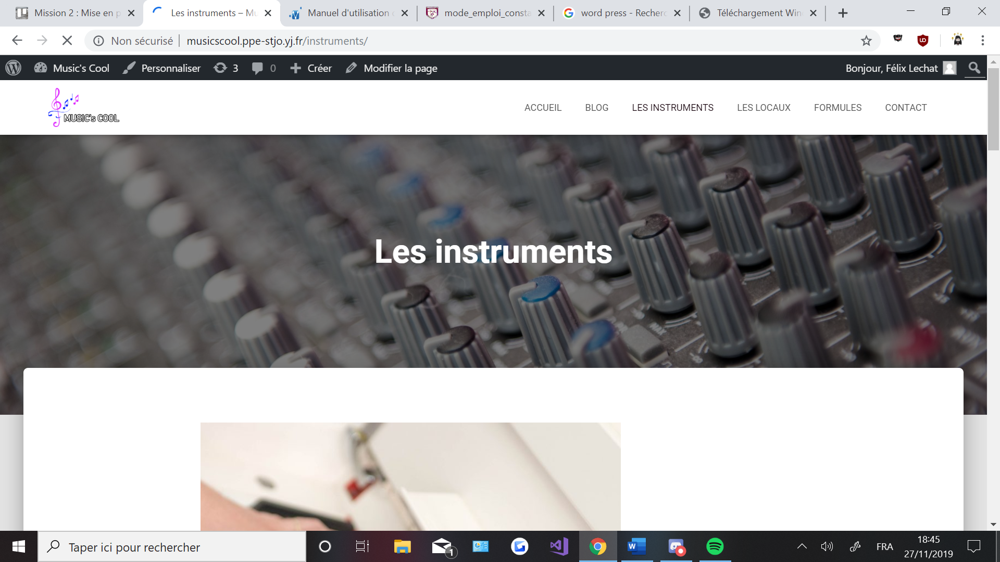 Mission 2 : Mise en p
Les instruments – Mu
Manuel d'utilisation
mode_emploi_consta
word press - Recherc
Téléchargement Win
Non sécurisé
musicscool.ppe-stjo.yj.fr/instruments/
Music's Cool
Personnaliser
3
0
Créer
Modifier la page
Bonjour, Félix Lechat
MUSIC's COOL
ACCUEIL
BLOG
LES INSTRUMENTS
LES LOCAUX
FORMULES
CONTACT
Les instruments
Taper ici pour rechercher
1
FRA
18:45
27/11/2019